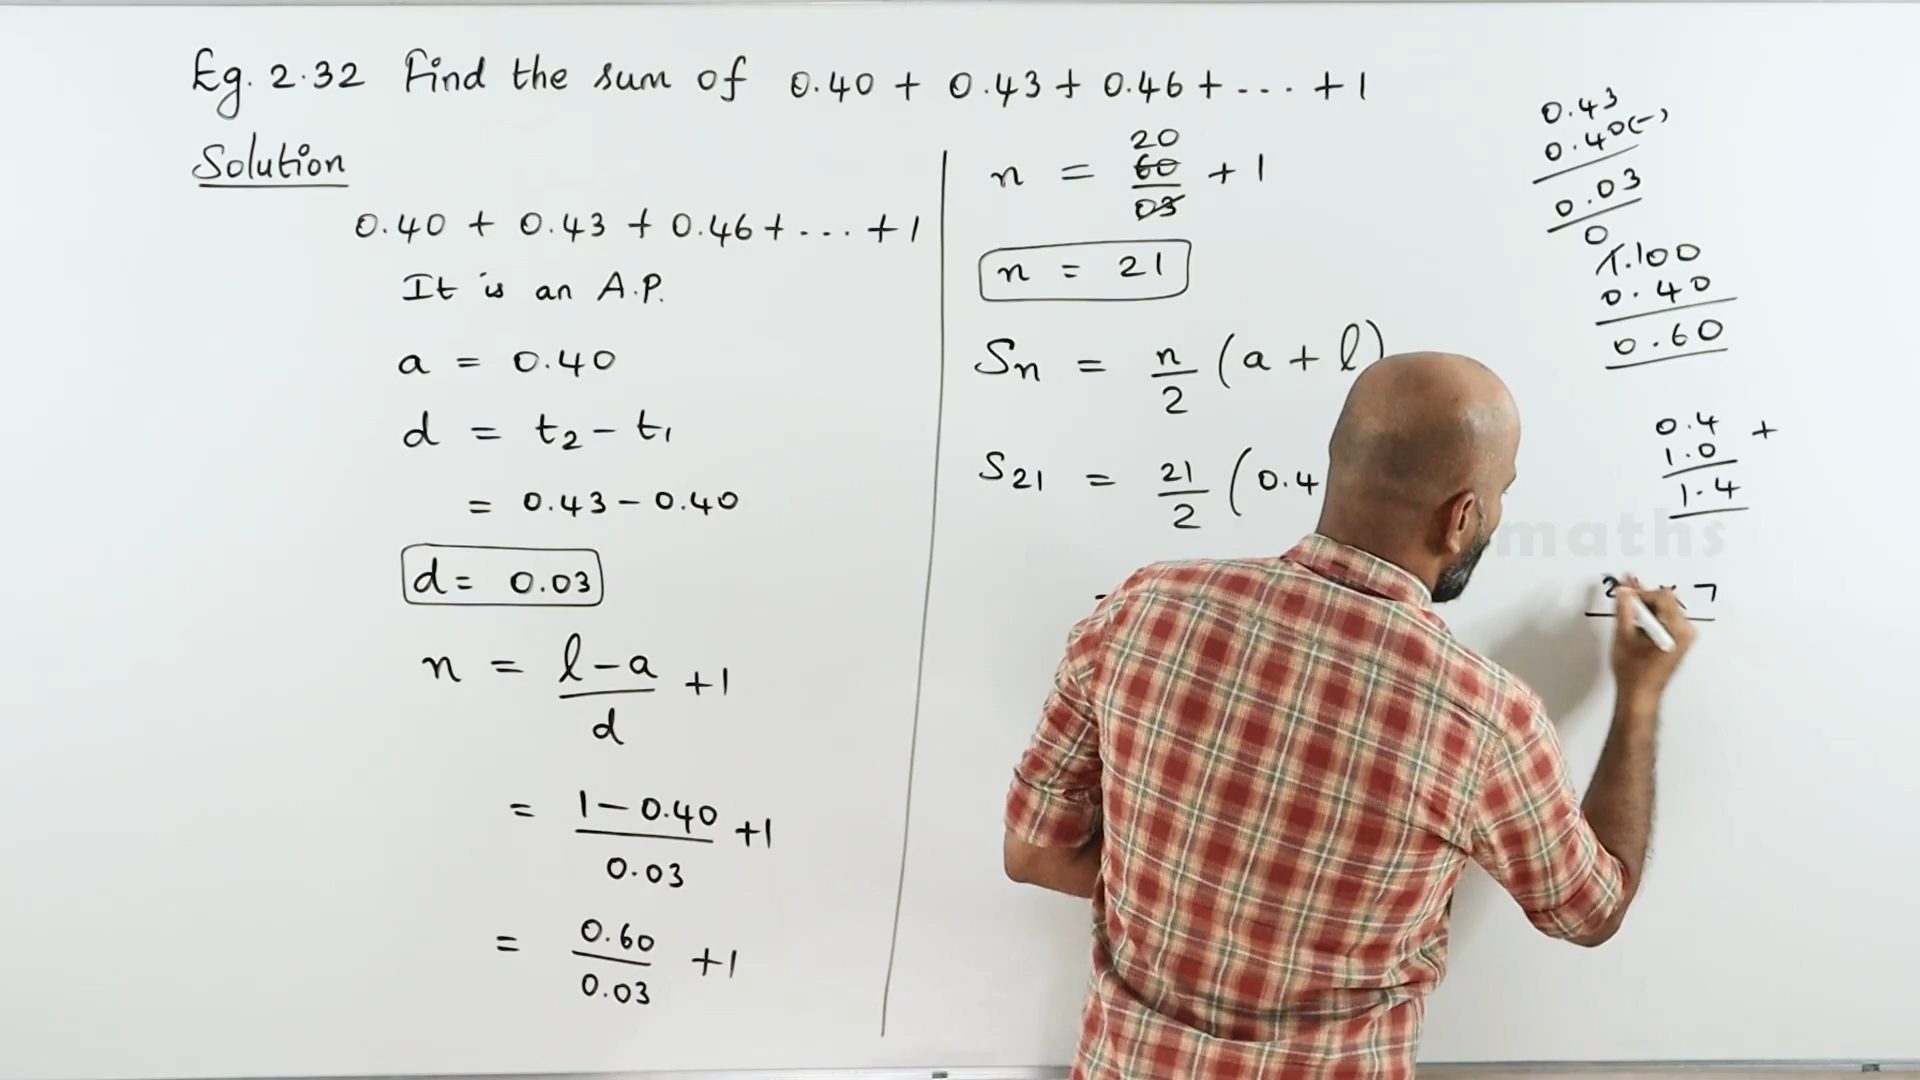 Eg. 2.32 Find the sum of 0.40 + 0.43 + 0.46 + ... + 1
Solution
0.40 + 0.43 + 0.46 + ... + 1
It is an A.P.
a = 0.40
d = t₂ - t₁
= 0.43 - 0.40
d = 0.03
n = l - a / d + 1
= 1 - 0.40 / 0.03 + 1
= 0.60 / 0.03 + 1
20
n = 60 / 03 + 1
n = 21
Sn = n / 2 (a + l)
S21 = 21 / 2 (0.4
0.43
0.40 (-)
0.03
0
1.100
0.40
0.60
0.4 +
1.0
1.4
maths
2 × 7